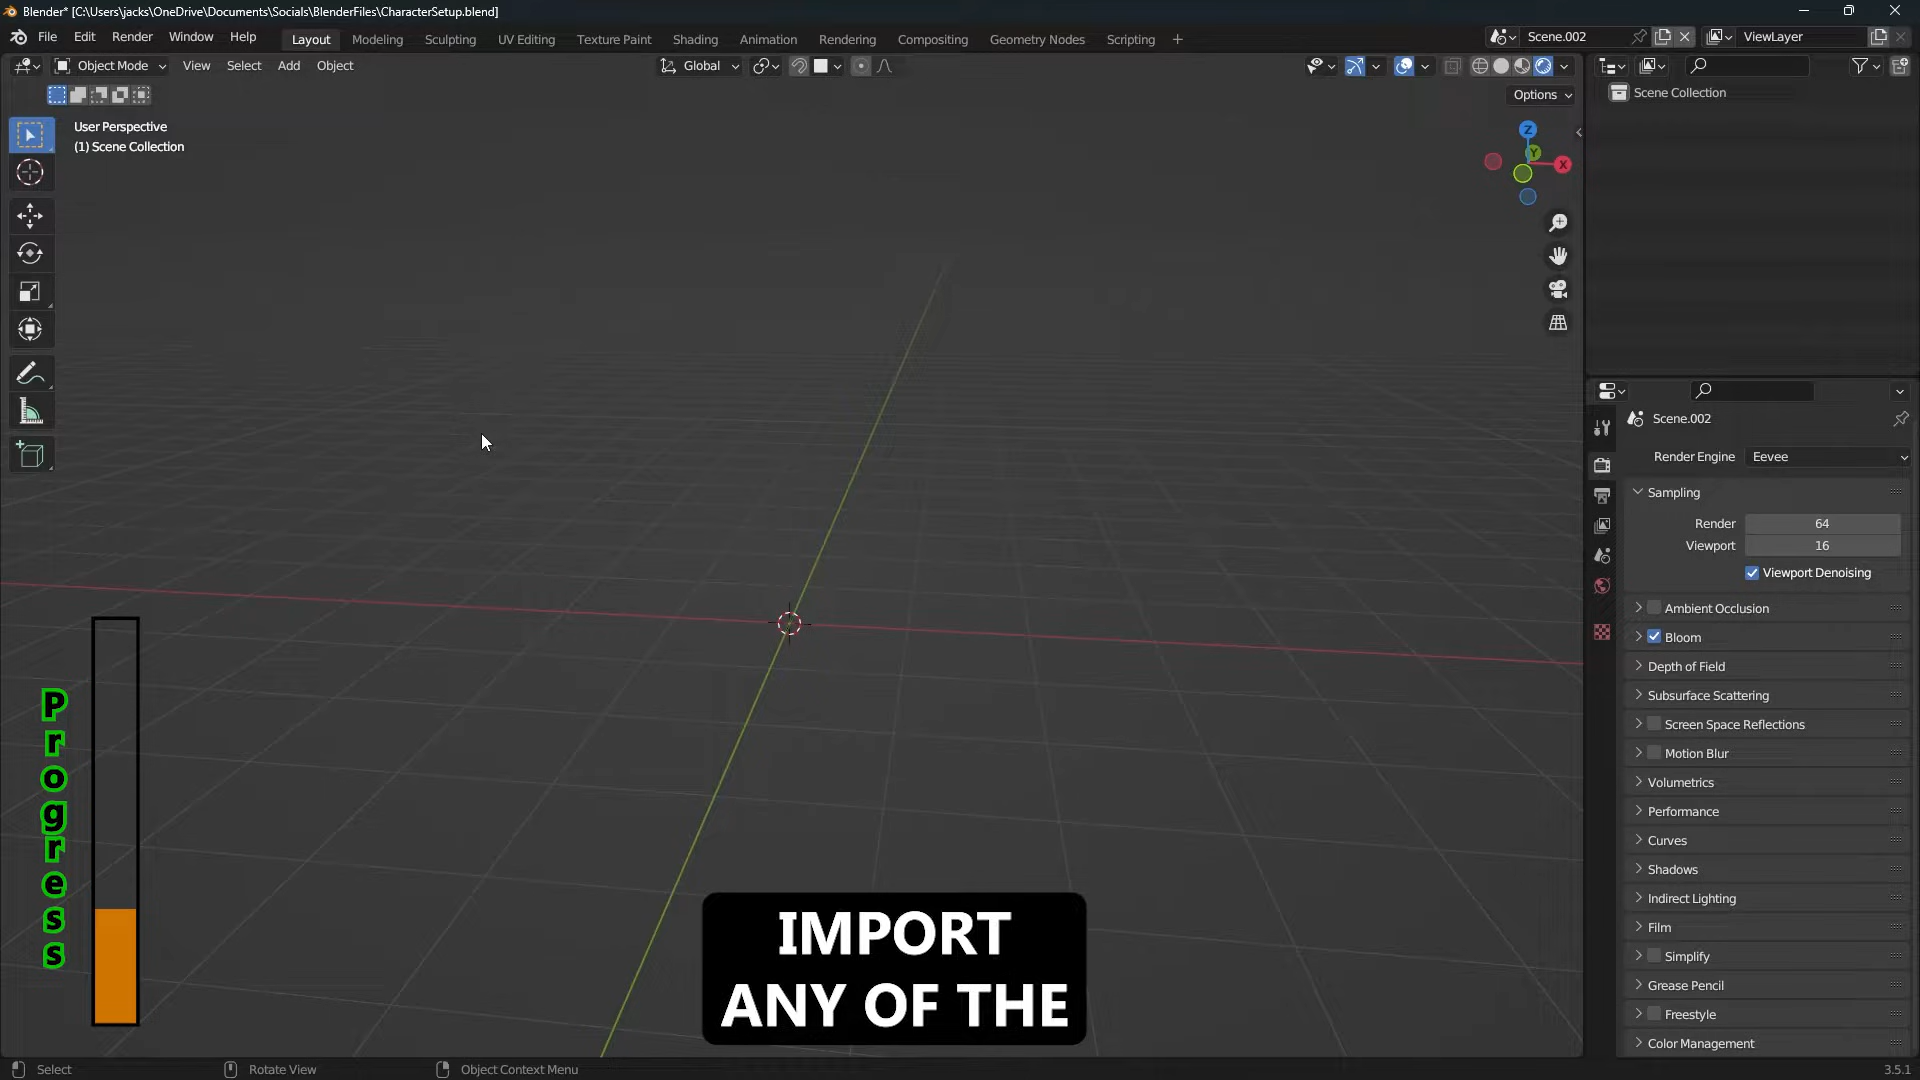 Blender* [C:\Users\jacks\OneDrive\Documents\Socials\BlenderFiles\CharacterSetup.blend]
File Edit Render Window Help
Layout Modeling Sculpting UV Editing Texture Paint Shading Animation Rendering Compositing Geometry Nodes Scripting +
Scene.002
ViewLayer
Object Mode View Select Add Object
Global
Options
User Perspective
(1) Scene Collection
Z
Y
X
Scene Collection
Scene.002
Render Engine Eevee
Sampling
Render 64
Viewport 16
Viewport Denoising
Ambient Occlusion
Bloom
Depth of Field
Subsurface Scattering
Screen Space Reflections
Motion Blur
Volumetrics
Performance
Curves
Shadows
Indirect Lighting
Film
Simplify
Grease Pencil
Freestyle
Color Management
Progress
IMPORT
ANY OF THE
Select
Rotate View
Object Context Menu
3.5.1